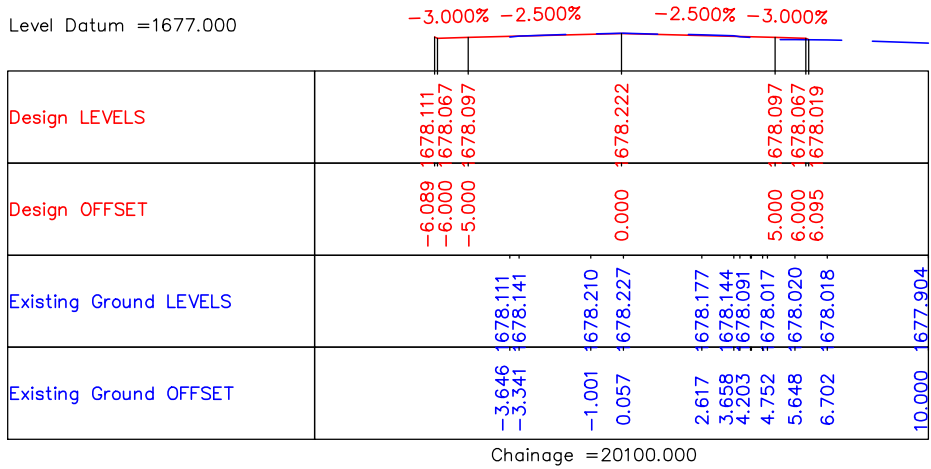 Level Datum =1677.000
-3.000% -2.500% -2.500% -3.000%
Design LEVELS 1678.111 1678.067 1678.097 1678.222 1678.097 1678.067 1678.019
Design OFFSET -6.089 -6.000 -5.000 0.000 5.000 6.000 6.095
Existing Ground LEVELS 1678.111 1678.141 1678.210 1678.227 1678.177 1678.144 1678.091 1678.017 1678.020 1678.018 1677.904
Existing Ground OFFSET -3.646 -3.341 -1.001 0.057 2.617 3.658 4.203 4.752 5.648 6.702 10.000
Chainage =20100.000